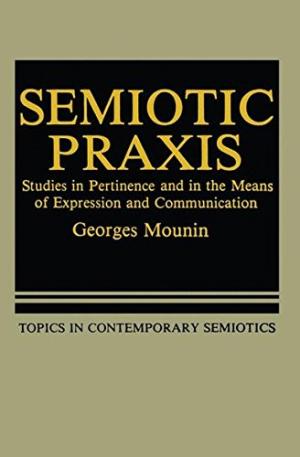 SEMIOTIC
PRAXIS
Studies in Pertinence and in the Means
of Expression and Communication
Georges Mounin
TOPICS IN CONTEMPORARY SEMIOTICS